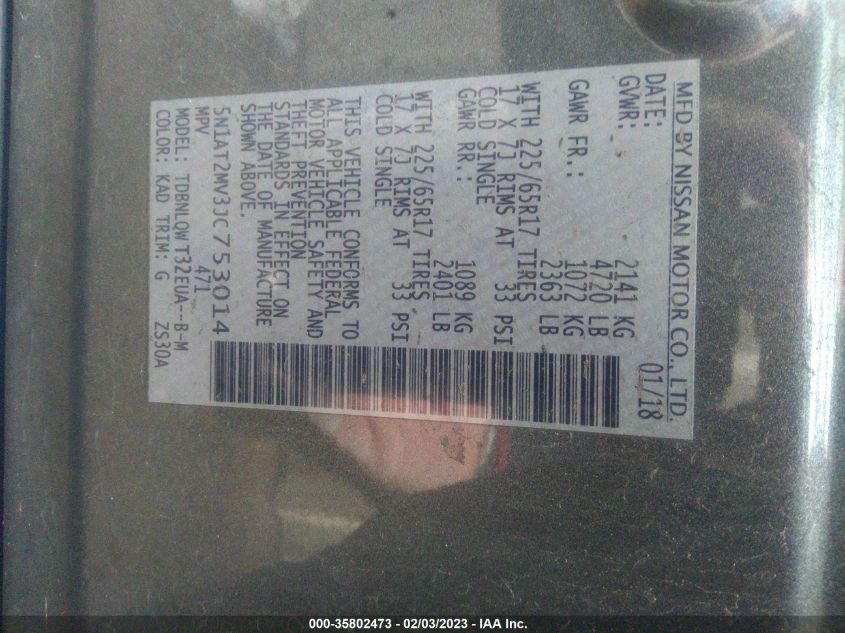 MFD BY NISSAN MOTOR CO., LTD.
DATE: 01/18
GVWR: 2141 KG
4720 LB
GAWR FR.: 1072 KG
2363 LB
WITH 225/65R17 TIRES
17 X 7J RIMS AT 33 PSI
COLD SINGLE
GAWR RR.: 1089 KG
2401 LB
WITH 225/65R17 TIRES
17 X 7J RIMS AT 33 PSI
COLD SINGLE
THIS VEHICLE CONFORMS TO
ALL APPLICABLE FEDERAL
MOTOR VEHICLE SAFETY AND
THEFT PREVENTION
STANDARDS IN EFFECT ON
THE DATE OF MANUFACTURE
SHOWN ABOVE.
5N1AT2MV3JC753014
MPV 471
MODEL: TDBNLQWT32EUA--B-M
COLOR: KAD TRIM: G ZS30A
000-35802473 - 02/03/2023 - IAA Inc.